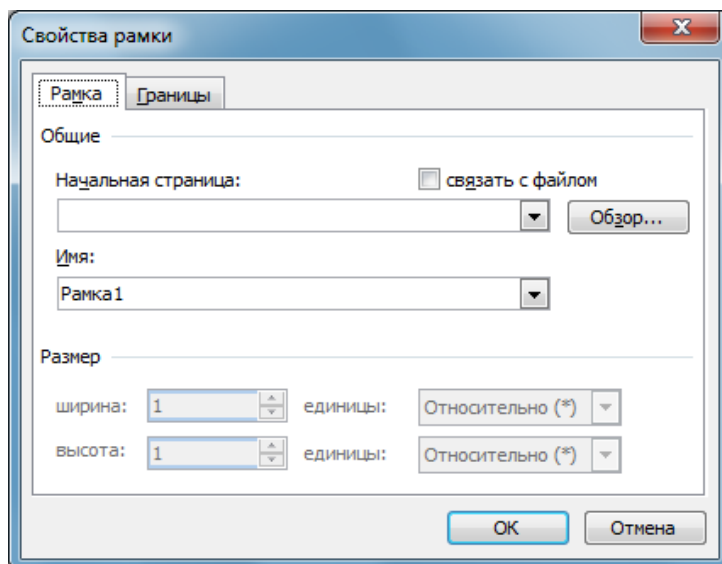 Свойства рамки
Рамка Границы
Общие
Начальная страница: связать с файлом
Обзор...
Имя:
Рамка1
Размер
ширина: 1 единицы: Относительно (*)
высота: 1 единицы: Относительно (*)
ОК Отмена